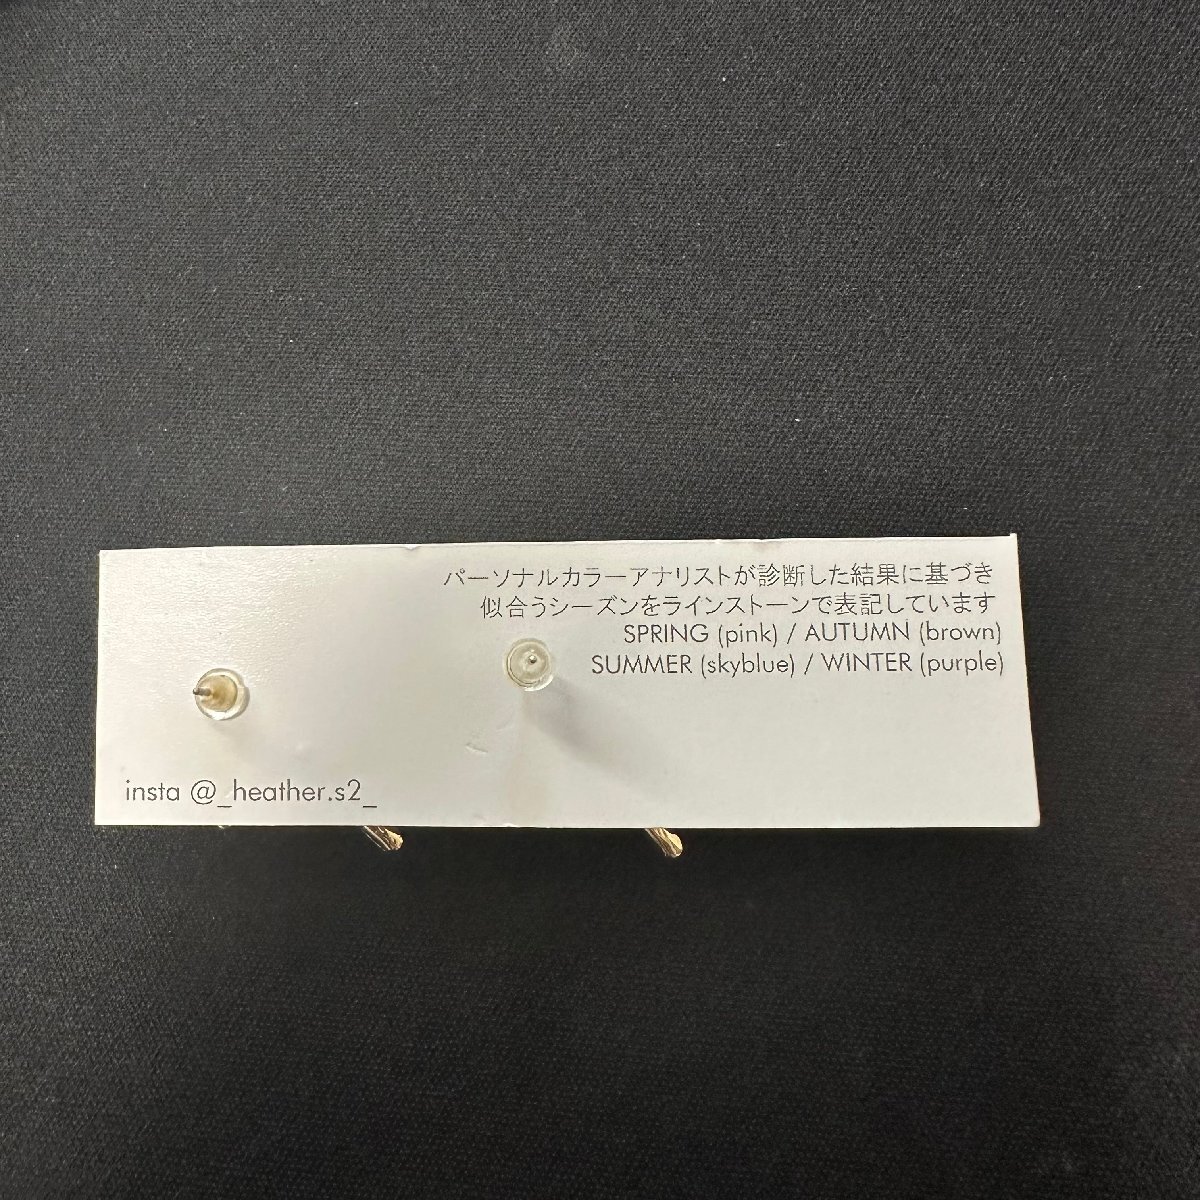 パーソナルカラーアナリストが診断した結果に基づき
似合うシーズンをラインストーンで表記しています
SPRING (pink) / AUTUMN (brown)
SUMMER (skyblue) / WINTER (purple)
insta @_heather.s2_